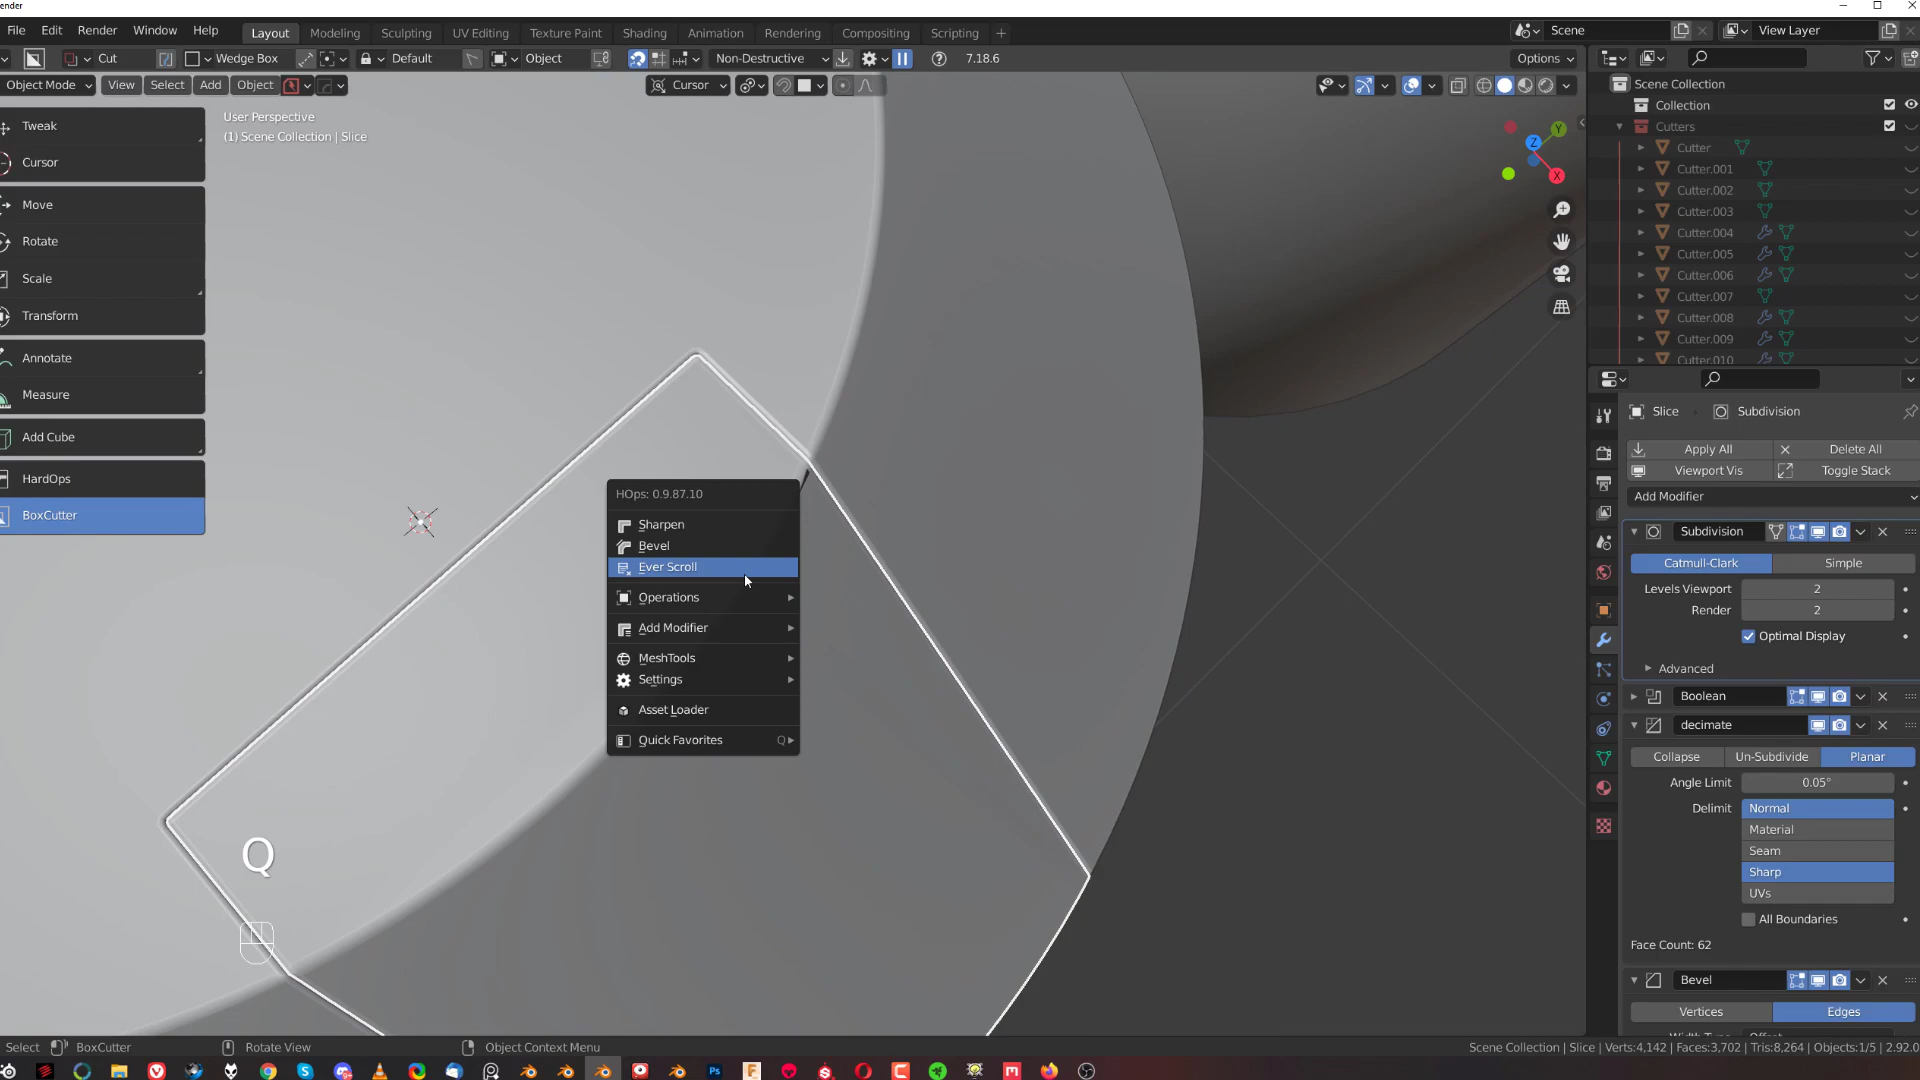 ender
File Edit Render Window Help Layout Modeling Sculpting UV Editing Texture Paint Shading Animation Rendering Compositing Scripting + Scene View Layer
Cut Wedge Box Default Object Non-Destructive 7.18.6 Options
Object Mode View Select Add Object Cursor
User Perspective
(1) Scene Collection | Slice
Tweak
Cursor
Move
Rotate
Scale
Transform
Annotate
Measure
Add Cube
HardOps
BoxCutter
Y
Z
X
HOps: 0.9.87.10
Sharpen
Bevel
Ever Scroll
Operations
Add Modifier
MeshTools
Settings
Asset Loader
Quick Favorites Q
Q
Scene Collection
Collection
Cutters
Cutter
Cutter.001
Cutter.002
Cutter.003
Cutter.004
Cutter.005
Cutter.006
Cutter.007
Cutter.008
Cutter.009
Cutter.010
Slice Subdivision
Apply All Delete All
Viewport Vis Toggle Stack
Add Modifier
Subdivision
Catmull-Clark Simple
Levels Viewport 2
Render 2
Optimal Display
Advanced
Boolean
decimate
Collapse Un-Subdivide Planar
Angle Limit 0.05°
Delimit Normal
Material
Seam
Sharp
UVs
All Boundaries
Face Count: 62
Bevel
Vertices Edges
Select BoxCutter Rotate View Object Context Menu Scene Collection | Slice | Verts:4,142 | Faces:3,702 | Tris:8,264 | Objects:1/5 | 2.92.0